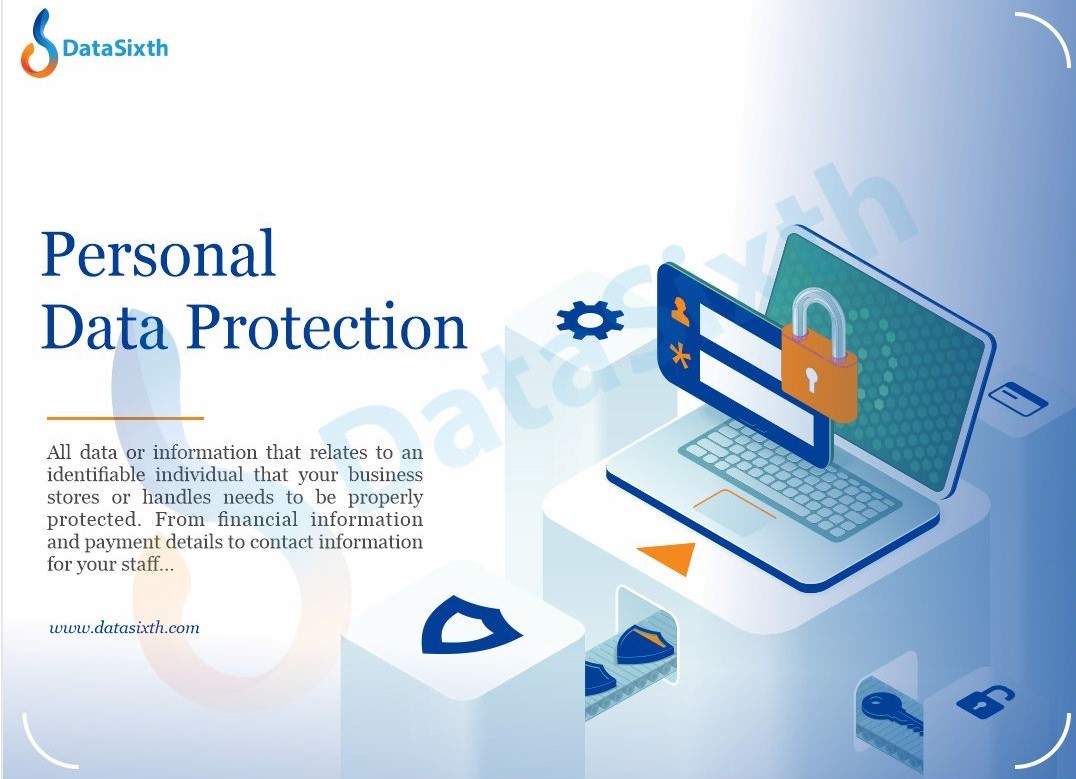 DataSixth
Personal
Data Protection
All data or information that relates to an
identifiable individual that your business
stores or handles needs to be properly
protected. From financial information
and payment details to contact information
for your staff...
www.datasixth.com
DataSixth